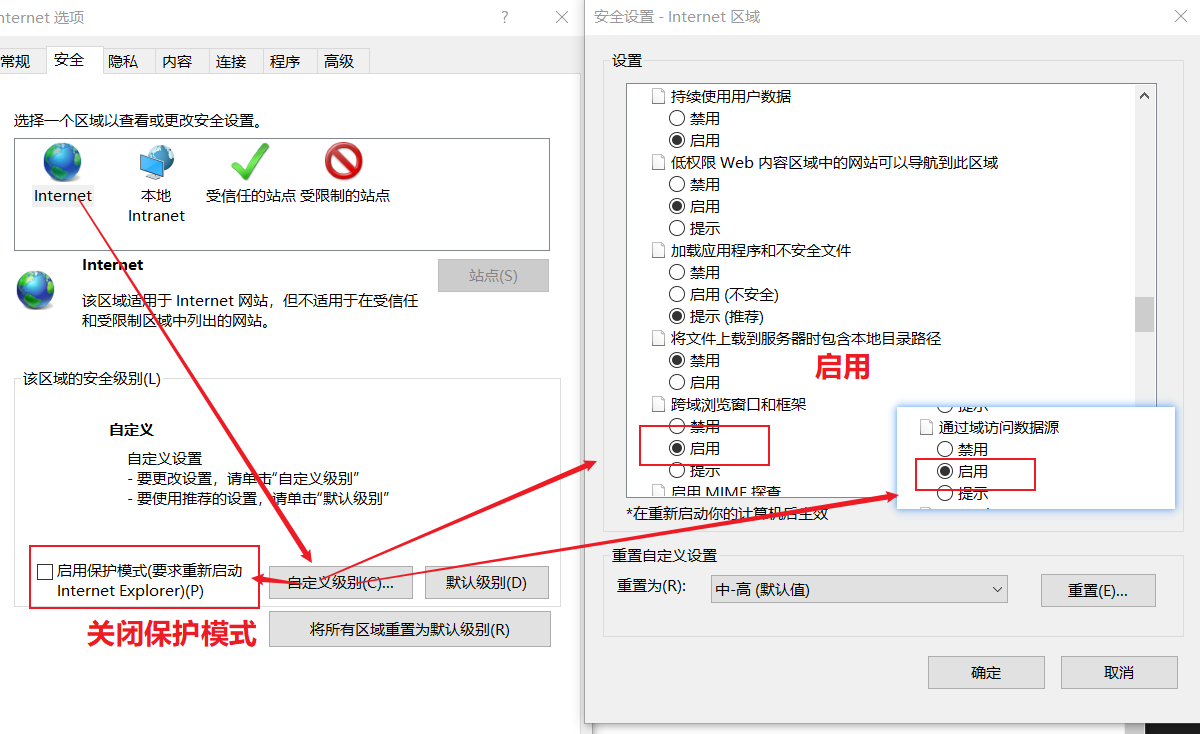 nternet 选项
?
常规 安全 隐私 内容 连接 程序 高级
选择一个区域以查看或更改安全设置。
Internet
本地
Intranet
受信任的站点
受限制的站点
Internet
站点(S)
该区域适用于 Internet 网站，但不适用于在受信任
和受限制区域中列出的网站。
该区域的安全级别(L)
自定义
自定义设置
- 要更改设置，请单击“自定义级别”
- 要使用推荐的设置，请单击“默认级别”
启用保护模式(要求重新启动
Internet Explorer)(P)
自定义级别(C)...
默认级别(D)
关闭保护模式
将所有区域重置为默认级别(R)
安全设置 - Internet 区域
设置
持续使用用户数据
禁用
启用
低权限 Web 内容区域中的网站可以导航到此区域
禁用
启用
提示
加载应用程序和不安全文件
禁用
启用 (不安全)
提示 (推荐)
将文件上载到服务器时包含本地目录路径
禁用
启用
启用
跨域浏览窗口和框架
禁用
启用
提示
启用 MIME 探查
提示
通过域访问数据源
禁用
启用
提示
*在重新启动你的计算机后生效
重置自定义设置
重置为(R):
中-高 (默认值)
重置(E)...
确定
取消